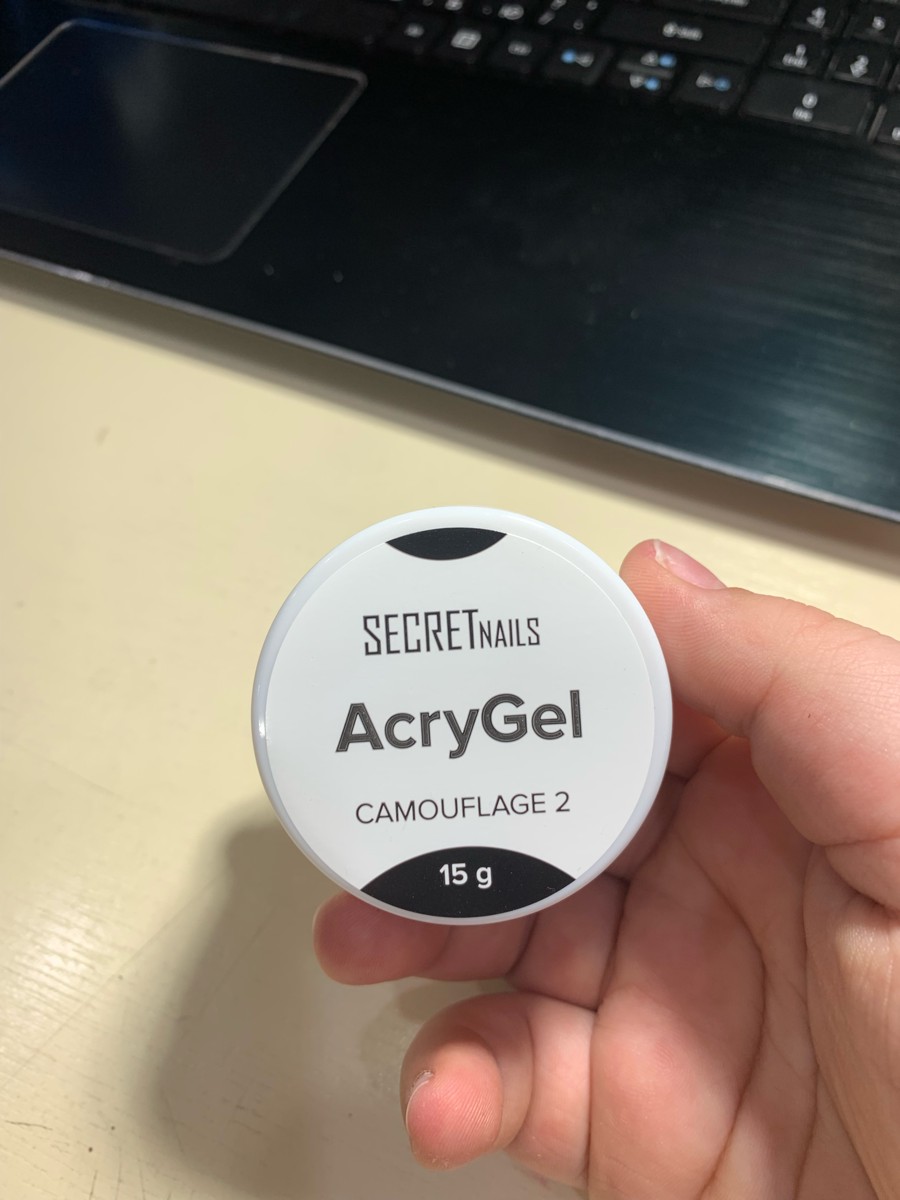 SECRETNAILS
AcryGel
CAMOUFLAGE 2
15 g